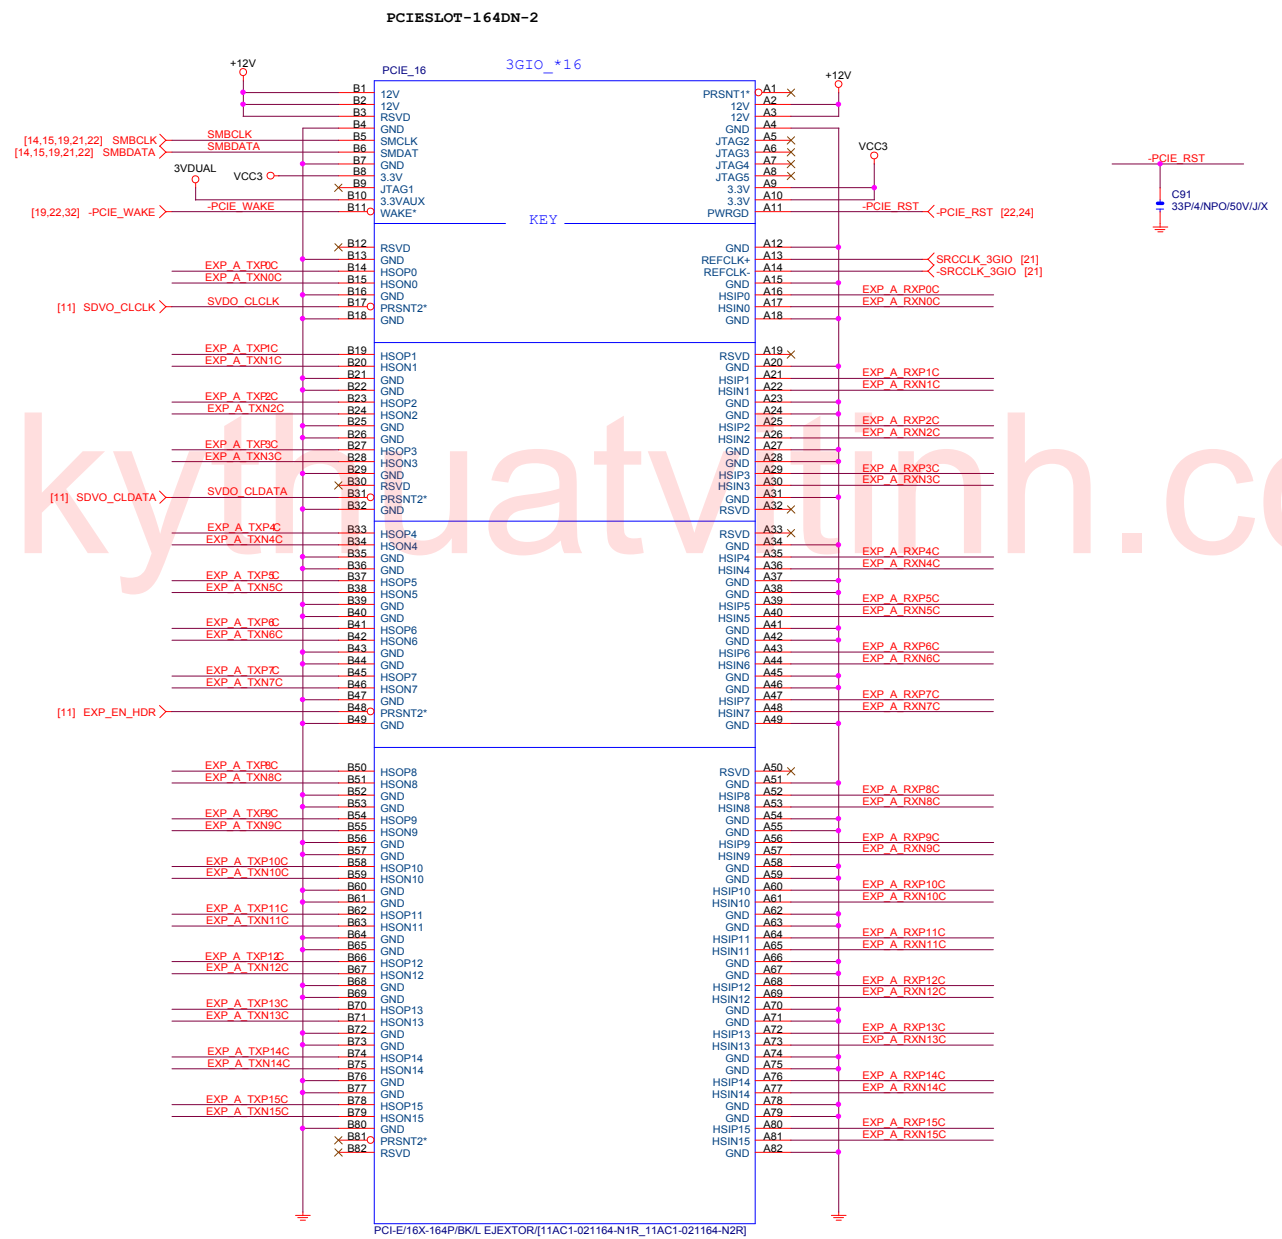 PCIESLOT-164DN-2
PCIE_16
3GIO_*16
+12V
+12V
B1 12V PRSNT1* A1
B2 12V 12V A2
B3 RSVD 12V A3
B4 GND GND A4
[14,15,19,21,22] SMBCLK SMBCLK B5 SMCLK JTAG2 A5
[14,15,19,21,22] SMBDATA SMBDATA B6 SMDAT JTAG3 A6
B7 GND JTAG4 A7
3VDUAL VCC3 B8 3.3V JTAG5 A8 VCC3
B9 JTAG1 3.3V A9
B10 3.3VAUX 3.3V A10
[19,22,32] -PCIE_WAKE -PCIE_WAKE B11 WAKE* PWRGD A11 -PCIE_RST -PCIE_RST [22,24]
KEY
-PCIE_RST
C91
33P/4/NPO/50V/J/X
B12 RSVD GND A12
B13 GND REFCLK+ A13 SRCCLK_3GIO [21]
EXP_A_TXP0C B14 HSOP0 REFCLK- A14 -SRCCLK_3GIO [21]
EXP_A_TXN0C B15 HSON0 GND A15
B16 GND HSIP0 A16 EXP_A_RXP0C
[11] SDVO_CLCLK SVDO_CLCLK B17 PRSNT2* HSIN0 A17 EXP_A_RXN0C
B18 GND GND A18
EXP_A_TXP1C B19 HSOP1 RSVD A19
EXP_A_TXN1C B20 HSON1 GND A20
B21 GND HSIP1 A21 EXP_A_RXP1C
B22 GND HSIN1 A22 EXP_A_RXN1C
EXP_A_TXP2C B23 HSOP2 GND A23
EXP_A_TXN2C B24 HSON2 GND A24
B25 GND HSIP2 A25 EXP_A_RXP2C
B26 GND HSIN2 A26 EXP_A_RXN2C
EXP_A_TXP3C B27 HSOP3 GND A27
EXP_A_TXN3C B28 HSON3 GND A28
B29 GND HSIP3 A29 EXP_A_RXP3C
B30 RSVD HSIN3 A30 EXP_A_RXN3C
[11] SDVO_CLDATA SVDO_CLDATA B31 PRSNT2* GND A31
B32 GND RSVD A32
kythuatvitinh.co
EXP_A_TXP4C B33 HSOP4 RSVD A33
EXP_A_TXN4C B34 HSON4 GND A34
B35 GND HSIP4 A35 EXP_A_RXP4C
B36 GND HSIN4 A36 EXP_A_RXN4C
EXP_A_TXP5C B37 HSOP5 GND A37
EXP_A_TXN5C B38 HSON5 GND A38
B39 GND HSIP5 A39 EXP_A_RXP5C
B40 GND HSIN5 A40 EXP_A_RXN5C
EXP_A_TXP6C B41 HSOP6 GND A41
EXP_A_TXN6C B42 HSON6 GND A42
B43 GND HSIP6 A43 EXP_A_RXP6C
B44 GND HSIN6 A44 EXP_A_RXN6C
EXP_A_TXP7C B45 HSOP7 GND A45
EXP_A_TXN7C B46 HSON7 GND A46
B47 GND HSIP7 A47 EXP_A_RXP7C
[11] EXP_EN_HDR B48 PRSNT2* HSIN7 A48 EXP_A_RXN7C
B49 GND GND A49
EXP_A_TXP8C B50 HSOP8 RSVD A50
EXP_A_TXN8C B51 HSON8 GND A51
B52 GND HSIP8 A52 EXP_A_RXP8C
B53 GND HSIN8 A53 EXP_A_RXN8C
EXP_A_TXP9C B54 HSOP9 GND A54
EXP_A_TXN9C B55 HSON9 GND A55
B56 GND HSIP9 A56 EXP_A_RXP9C
B57 GND HSIN9 A57 EXP_A_RXN9C
EXP_A_TXP10C B58 HSOP10 GND A58
EXP_A_TXN10C B59 HSON10 GND A59
B60 GND HSIP10 A60 EXP_A_RXP10C
B61 GND HSIN10 A61 EXP_A_RXN10C
EXP_A_TXP11C B62 HSOP11 GND A62
EXP_A_TXN11C B63 HSON11 GND A63
B64 GND HSIP11 A64 EXP_A_RXP11C
B65 GND HSIN11 A65 EXP_A_RXN11C
EXP_A_TXP12C B66 HSOP12 GND A66
EXP_A_TXN12C B67 HSON12 GND A67
B68 GND HSIP12 A68 EXP_A_RXP12C
B69 GND HSIN12 A69 EXP_A_RXN12C
EXP_A_TXP13C B70 HSOP13 GND A70
EXP_A_TXN13C B71 HSON13 GND A71
B72 GND HSIP13 A72 EXP_A_RXP13C
B73 GND HSIN13 A73 EXP_A_RXN13C
EXP_A_TXP14C B74 HSOP14 GND A74
EXP_A_TXN14C B75 HSON14 GND A75
B76 GND HSIP14 A76 EXP_A_RXP14C
B77 GND HSIN14 A77 EXP_A_RXN14C
EXP_A_TXP15C B78 HSOP15 GND A78
EXP_A_TXN15C B79 HSON15 GND A79
B80 GND HSIP15 A80 EXP_A_RXP15C
B81 PRSNT2* HSIN15 A81 EXP_A_RXN15C
B82 RSVD GND A82
PCI-E/16X-164P/BK/L EJEXTOR/[11AC1-021164-N1R_11AC1-021164-N2R]